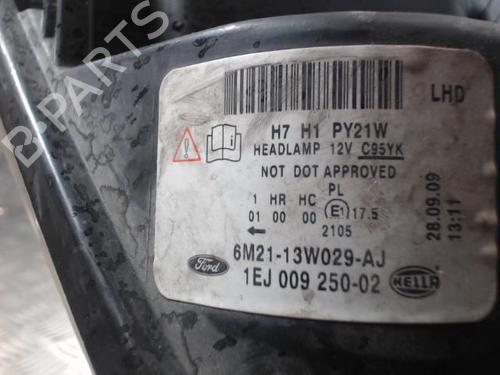 LHD
H7 H1 PY21W
HEADLAMP 12V C95YK
NOT DOT APPROVED
PL
1 HR HC E1 17.5
01 00 00
2105
28.09.09
13:11
Ford 6M21-13W029-AJ
1EJ 009 250-02 HELLA